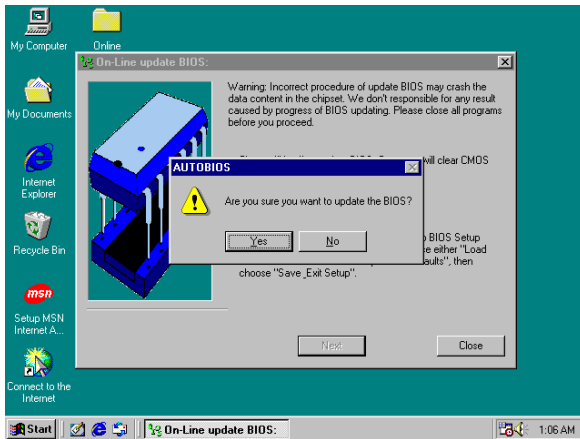 My Computer
Online
On-Line update BIOS:
My Documents
Internet
Explorer
Recycle Bin
msn
Setup MSN
Internet A...
Connect to the
Internet
Warning: Incorrect procedure of update BIOS may crash the
data content in the chipset. We don't responsible for any result
caused by progress of BIOS updating. Please close all programs
before you proceed.
will clear CMOS
AUTOBIOS
Are you sure you want to update the BIOS?
Yes
No
BIOS Setup
either "Load
then
choose "Save_Exit Setup".
Next
Close
Start
On-Line update BIOS:
1:06 AM